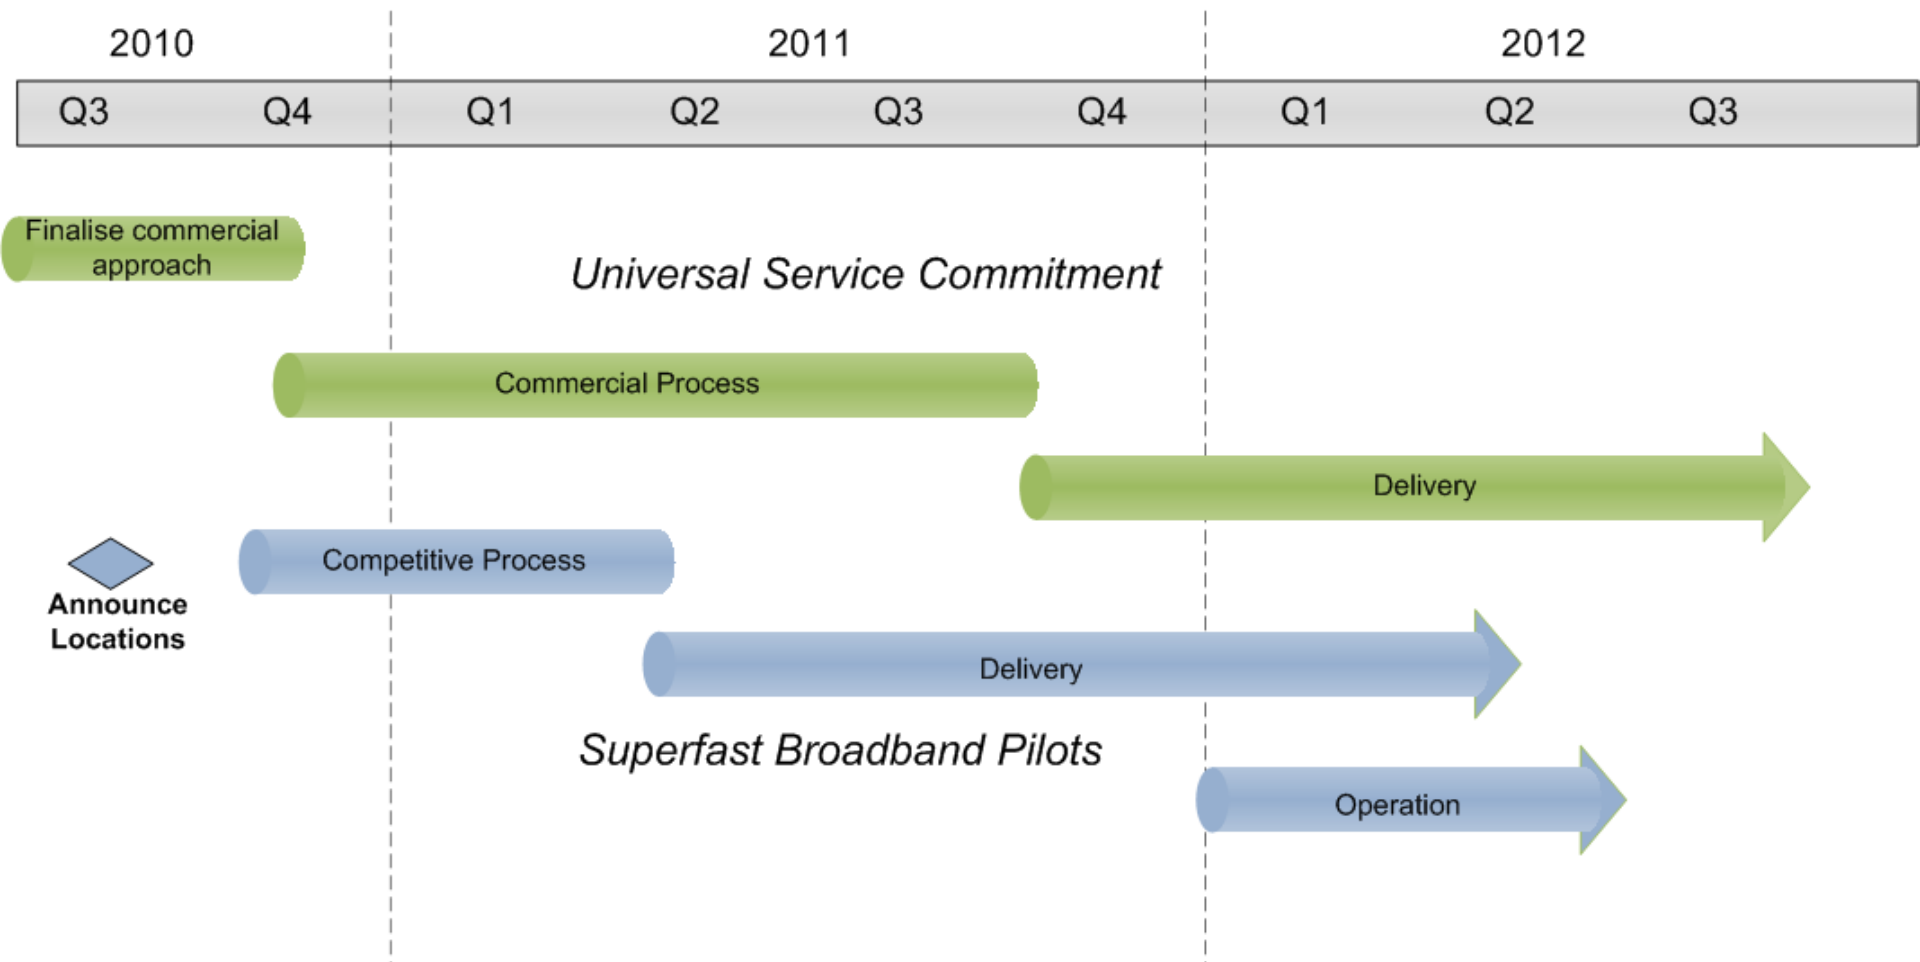 2010
2011
2012
Q3
Q4
Q1
Q2
Q3
Q4
Q1
Q2
Q3
Finalise commercial
approach
Universal Service Commitment
Commercial Process
Delivery
Competitive Process
Announce
Locations
Delivery
Superfast Broadband Pilots
Operation